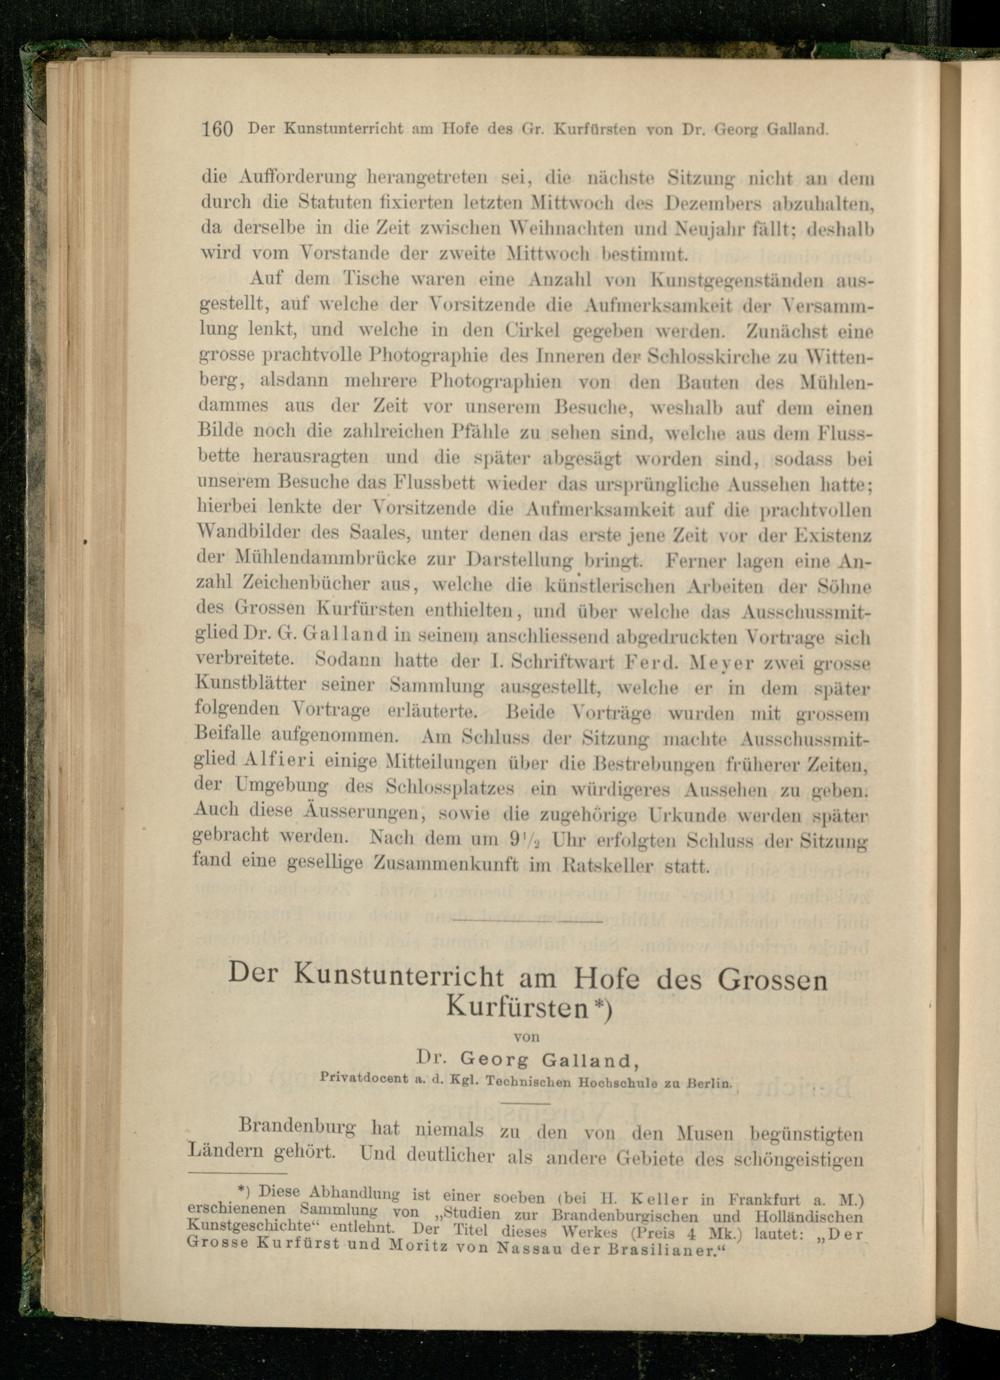 160 Der Kunstunterricht am Hofe des Gr. Kurfürsten von Dr. Georg Galland.
die Aufforderung herangetreten sei, die nächste Sitzung nicht an dem
durch die Statuten fixierten letzten Mittwoch des Dezembers abzuhalten,
da derselbe in die Zeit zwischen Weihnachten und Neujahr fällt; deshalb
wird vom Vorstande der zweite Mittwoch bestimmt.
Auf dem Tische waren eine Anzahl von Kunstgegenständen aus-
gestellt, auf welche der Vorsitzende die Aufmerksamkeit der Versamm-
lung lenkt, und welche in den Cirkel gegeben werden. Zunächst eine
grosse prachtvolle Photographie des Inneren der Schlosskirche zu Witten-
berg, alsdann mehrere Photographien von den Bauten des Mühlen-
dammes aus der Zeit vor unserem Besuche, weshalb auf dem einen
Bilde noch die zahlreichen Pfähle zu sehen sind, welche aus dem Fluss-
bette herausragten und die später abgesägt worden sind, sodass bei
unserem Besuche das Flussbett wieder das ursprüngliche Aussehen hatte;
hierbei lenkte der Vorsitzende die Aufmerksamkeit auf die prachtvollen
Wandbilder des Saales, unter denen das erste jene Zeit vor der Existenz
der Mühlendammbrücke zur Darstellung bringt. Ferner lagen eine An-
zahl Zeichenbücher aus, welche die künstlerischen Arbeiten der Söhne
des Grossen Kurfürsten enthielten, und über welche das Ausschussmit-
glied Dr. G. Galland in seinem anschliessend abgedruckten Vortrage sich
verbreitete. Sodann hatte der I. Schriftwart Ferd. Meyer zwei grosse
Kunstblätter seiner Sammlung ausgestellt, welche er in dem später
folgenden Vortrage erläuterte. Beide Vorträge wurden mit grossem
Beifalle aufgenommen. Am Schluss der Sitzung machte Ausschussmit-
glied Alfieri einige Mitteilungen über die Bestrebungen früherer Zeiten,
der Umgebung des Schlossplatzes ein würdigeres Aussehen zu geben.
Auch diese Äusserungen, sowie die zugehörige Urkunde werden später
gebracht werden. Nach dem um 9½ Uhr erfolgten Schluss der Sitzung
fand eine gesellige Zusammenkunft im Ratskeller statt.
Der Kunstunterricht am Hofe des Grossen
Kurfürsten *)
von
Dr. Georg Galland,
Privatdocent a. d. Kgl. Technischen Hochschule zu Berlin.
Brandenburg hat niemals zu den von den Musen begünstigten
Ländern gehört. Und deutlicher als andere Gebiete des schöngeistigen
*) Diese Abhandlung ist einer soeben (bei H. Keller in Frankfurt a. M.)
erschienenen Sammlung von „Studien zur Brandenburgischen und Holländischen
Kunstgeschichte“ entlehnt. Der Titel dieses Werkes (Preis 4 Mk.) lautet: „Der
Grosse Kurfürst und Moritz von Nassau der Brasilianer.“